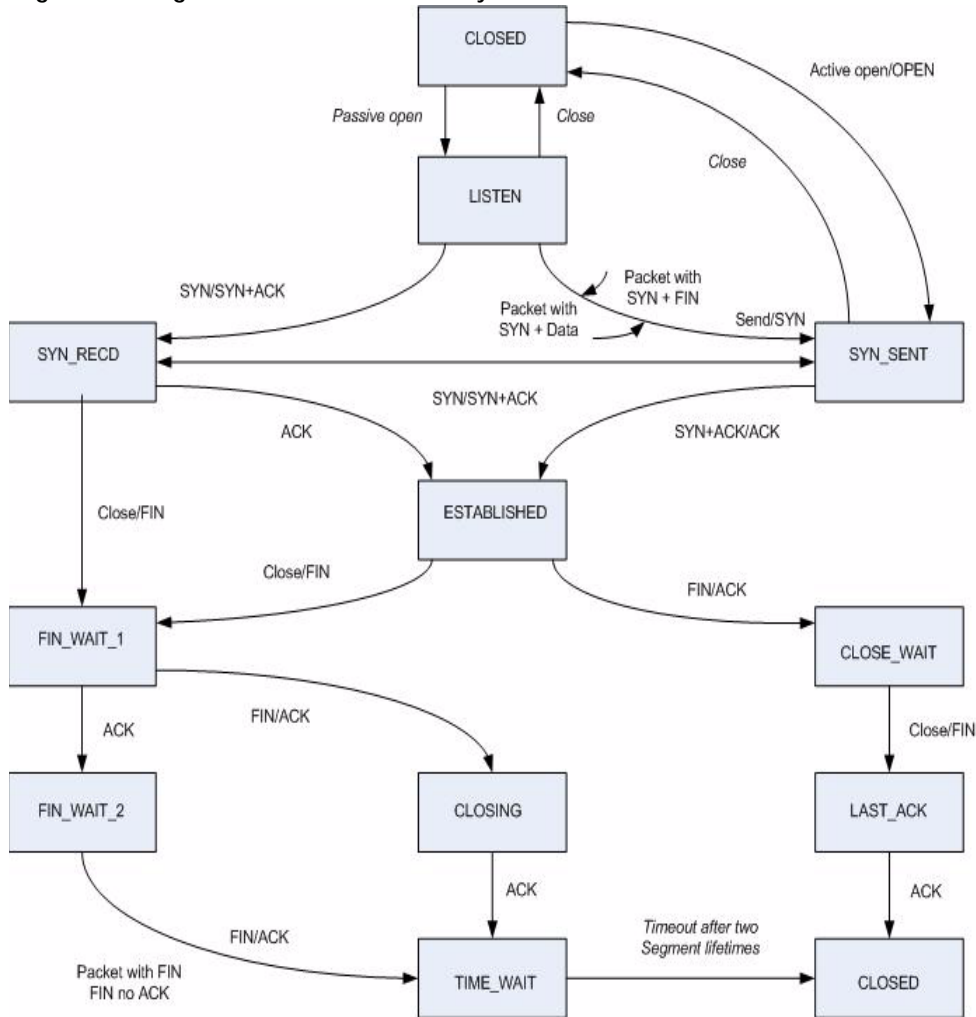 CLOSED
Active open/OPEN
Passive open
Close
Close
LISTEN
SYN/SYN+ACK
Packet with
SYN + FIN
Packet with
SYN + Data
Send/SYN
SYN_RECD
SYN_SENT
SYN/SYN+ACK
ACK
SYN+ACK/ACK
ESTABLISHED
Close/FIN
Close/FIN
FIN/ACK
FIN_WAIT_1
CLOSE_WAIT
ACK
FIN/ACK
Close/FIN
FIN_WAIT_2
CLOSING
LAST_ACK
ACK
ACK
FIN/ACK
Timeout after two
Segment lifetimes
Packet with FIN
FIN no ACK
TIME_WAIT
CLOSED